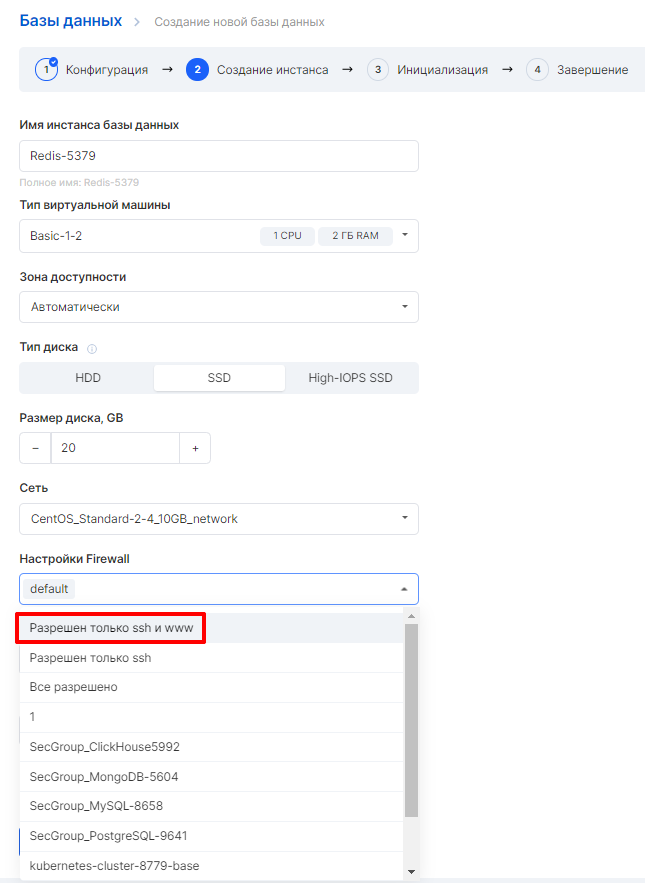 Базы данных > Создание новой базы данных
1 Конфигурация → 2 Создание инстанса → 3 Инициализация → 4 Завершение
Имя инстанса базы данных
Redis-5379
Полное имя: Redis-5379
Тип виртуальной машины
Basic-1-2 1 CPU 2 ГБ RAM
Зона доступности
Автоматически
Тип диска
HDD SSD High-IOPS SSD
Размер диска, GB
− 20 +
Сеть
CentOS_Standard-2-4_10GB_network
Настройки Firewall
default
Разрешен только ssh и www
Разрешен только ssh
Все разрешено
1
SecGroup_ClickHouse5992
SecGroup_MongoDB-5604
SecGroup_MySQL-8658
SecGroup_PostgreSQL-9641
kubernetes-cluster-8779-base